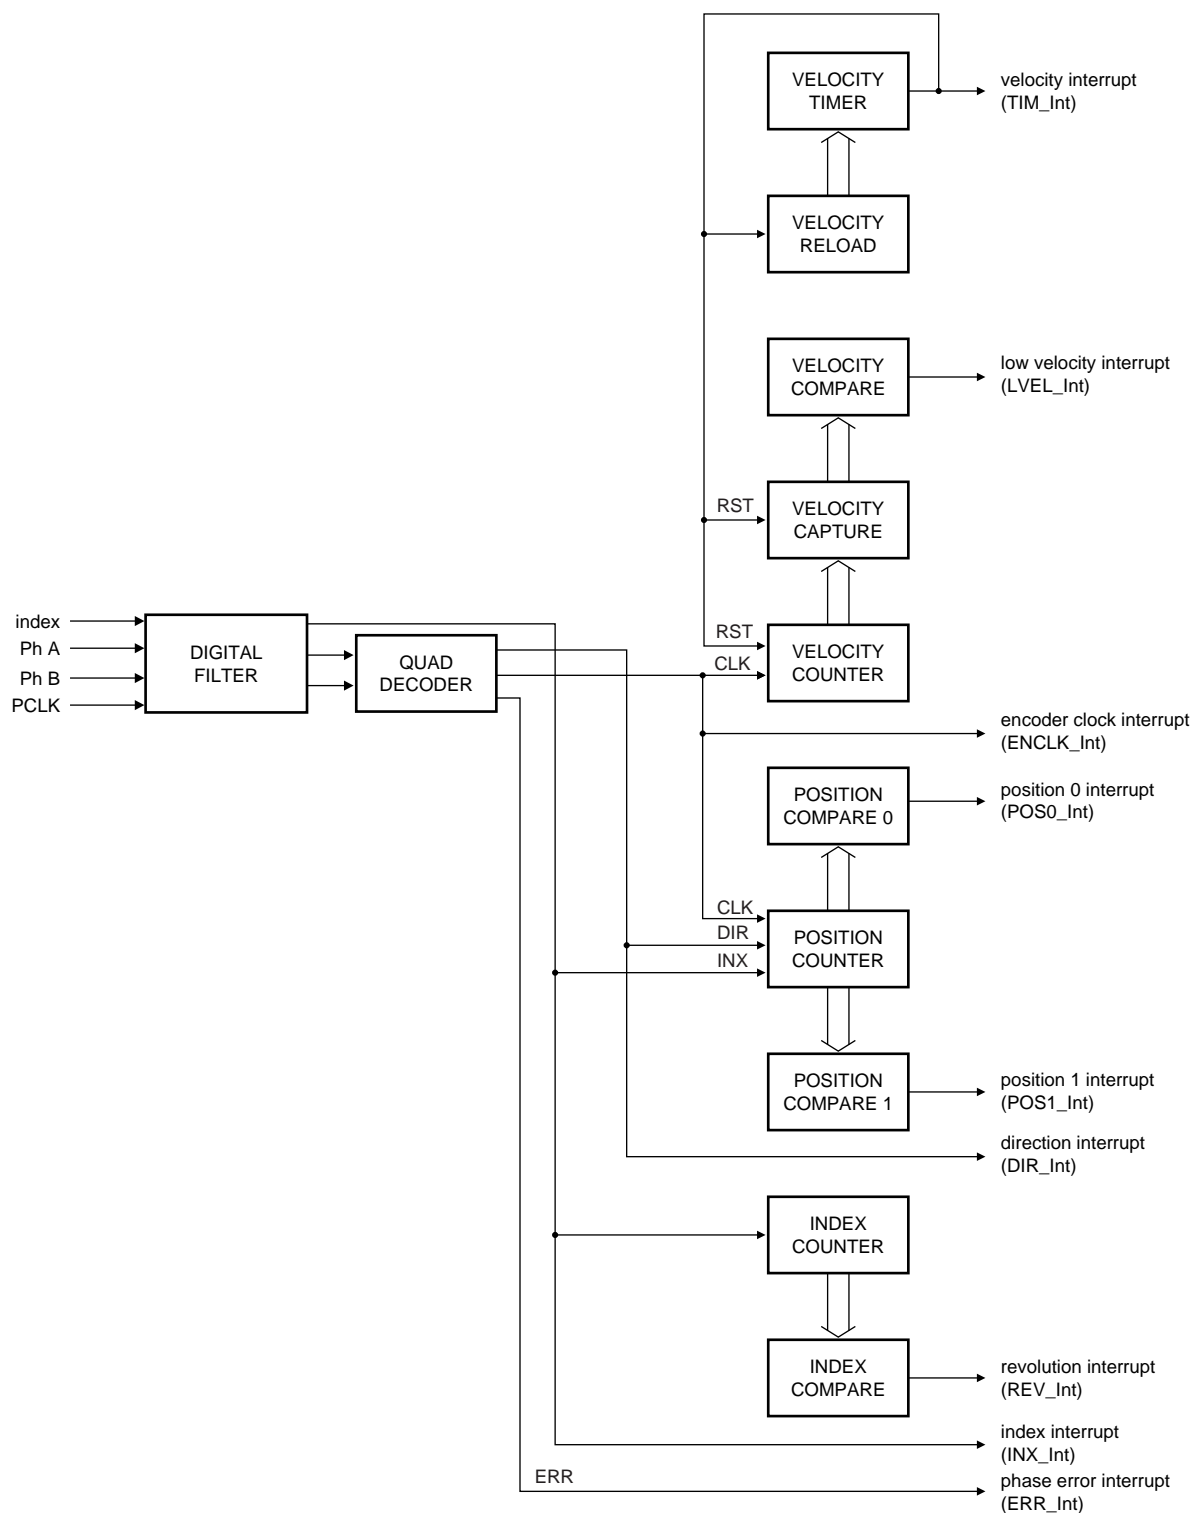 VELOCITY
TIMER
velocity interrupt
(TIM_Int)
VELOCITY
RELOAD
VELOCITY
COMPARE
low velocity interrupt
(LVEL_Int)
RST
VELOCITY
CAPTURE
index
Ph A
Ph B
PCLK
DIGITAL
FILTER
QUAD
DECODER
RST
CLK
VELOCITY
COUNTER
encoder clock interrupt
(ENCLK_Int)
POSITION
COMPARE 0
position 0 interrupt
(POS0_Int)
CLK
DIR
INX
POSITION
COUNTER
POSITION
COMPARE 1
position 1 interrupt
(POS1_Int)
direction interrupt
(DIR_Int)
INDEX
COUNTER
INDEX
COMPARE
revolution interrupt
(REV_Int)
index interrupt
(INX_Int)
ERR
phase error interrupt
(ERR_Int)